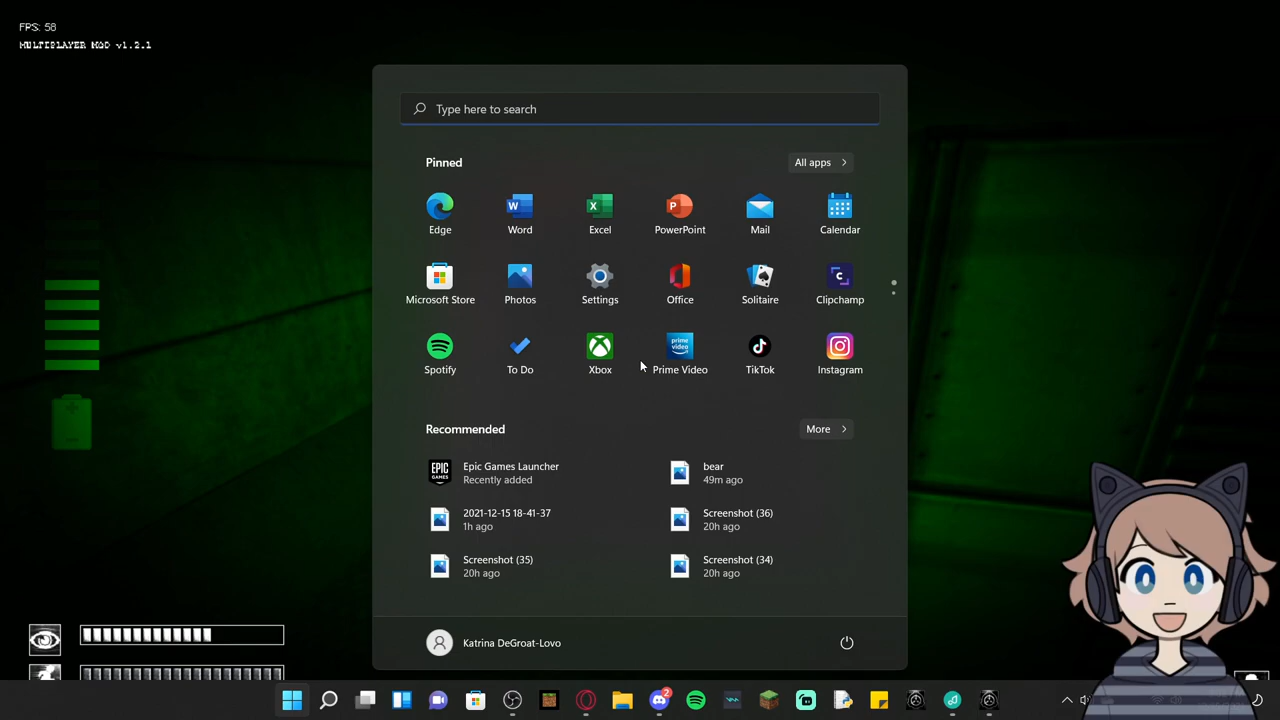 FPS: 58
MULTIPLAYER MOD v1.2.1
Type here to search
Pinned
All apps
Edge
Word
Excel
PowerPoint
Mail
Calendar
Microsoft Store
Photos
Settings
Office
Solitaire
Clipchamp
Spotify
To Do
Xbox
Prime Video
TikTok
Instagram
Recommended
More
Epic Games Launcher
Recently added
bear
49m ago
2021-12-15 18-41-37
1h ago
Screenshot (36)
20h ago
Screenshot (35)
20h ago
Screenshot (34)
20h ago
Katrina DeGroat-Lovo